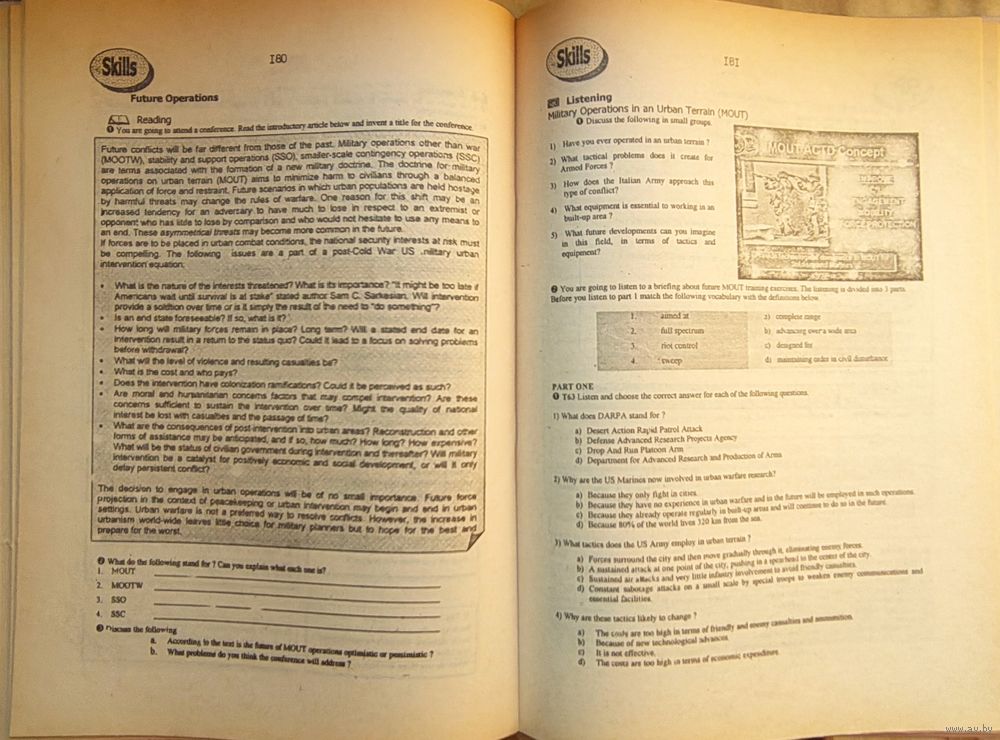 Skills
180
Future Operations
Reading
❶ You are going to attend a conference. Read the introductory article below and invent a title for the conference.
Future conflicts will be far different from those of the past. Military operations other than war
(MOOTW), stability and support operations (SSO), smaller-scale contingency operations (SSC)
are terms associated with the formation of a new military doctrine. The doctrine for military
operations on urban terrain (MOUT) aims to minimize harm to civilians through a balanced
application of force and restraint. Future scenarios in which urban populations are held hostage
by harmful threats may change the rules of warfare. One reason for this shift may be an
increased tendency for an adversary to have much to lose in respect to an extremist or
opponent who has little to lose by comparison and who would not hesitate to use any means to
an end. These asymmetrical threats may become more common in the future.
If forces are to be placed in urban combat conditions, the national security interests at risk must
be compelling. The following issues are a part of a post-Cold War US military urban
intervention equation:
• What is the nature of the interests threatened? What is its importance? "It might be too late if
Americans wait until survival is at stake" stated author Sam C. Sarkesian. Will intervention
provide a solution over time or is it simply the result of the need to "do something"?
• Is an end state foreseeable? If so, what is it?
• How long will military forces remain in place? Long term? Will a stated end date for an
intervention result in a return to the status quo? Could it lead to a focus on solving problems
before withdrawal?
• What will the level of violence and resulting casualties be?
• What is the cost and who pays?
• Does the intervention have colonization ramifications? Could it be perceived as such?
• Are moral and humanitarian concerns factors that may compel intervention? Are these
concerns sufficient to sustain the intervention over time? Might the quality of national
interest be lost with casualties and the passage of time?
• What are the consequences of post-intervention into urban areas? Reconstruction and other
forms of assistance may be anticipated, and if so, how much? How long? How expensive?
What will be the status of civilian government during intervention and thereafter? Will military
intervention be a catalyst for positively economic and social development, or will it only
delay persistent conflict?
The decision to engage in urban operations will be of no small importance. Future force
projection in the context of peacekeeping or urban intervention may begin and end in urban
settings. Urban warfare is not a preferred way to resolve conflicts. However, the increase in
urbanism world-wide leaves little choice for military planners but to hope for the best and
prepare for the worst.
❷ What do the following stand for ? Can you explain what each one is?
1. MOUT
2. MOOTW
3. SSO
4. SSC
❸ Discuss the following
a. According to the text is the future of MOUT operations optimistic or pessimistic ?
b. What problems do you think the conference will address ?
Skills
181
Listening
Military Operations in an Urban Terrain (MOUT)
❶ Discuss the following in small groups.
1) Have you ever operated in an urban terrain ?
2) What tactical problems does it create for
Armed Forces ?
3) How does the Italian Army approach this
type of conflict?
4) What equipment is essential to working in an
built-up area ?
5) What future developments can you imagine
in this field, in terms of tactics and
equipment?
MOUT ACTD Concept
ENGAGEMENT
MOBILITY
FORCE PROTECTION
❷ You are going to listen to a briefing about future MOUT training exercises. The listening is divided into 3 parts.
Before you listen to part 1 match the following vocabulary with the definitions below
1. aimed at a) complete range
2. full spectrum b) advancing over a wide area
3. riot control c) designed for
4. sweep d) maintaining order in civil disturbance
PART ONE
❶ T63 Listen and choose the correct answer for each of the following questions.
1) What does DARPA stand for ?
a) Desert Action Rapid Patrol Attack
b) Defense Advanced Research Projects Agency
c) Drop And Run Platoon Arm
d) Department for Advanced Research and Production of Arms
2) Why are the US Marines now involved in urban warfare research?
a) Because they only fight in cities.
b) Because they have no experience in urban warfare and in the future will be employed in such operations.
c) Because they already operate regularly in built-up areas and will continue to do so in the future.
d) Because 80% of the world lives 320 km from the sea.
3) What tactics does the US Army employ in urban terrain ?
a) Forces surround the city and then move gradually through it, eliminating enemy forces.
b) A sustained attack at one point of the city, pushing in a spearhead to the center of the city.
c) Sustained air attacks and very little infantry involvement to avoid friendly casualties.
d) Constant sabotage attacks on a small scale by special troops to weaken enemy communications and
essential facilities.
4) Why are these tactics likely to change ?
a) The costs are too high in terms of friendly and enemy casualties and ammunition.
b) Because of new technological advances.
c) It is not effective.
d) The costs are too high in terms of economic expenditure.
www.au.by